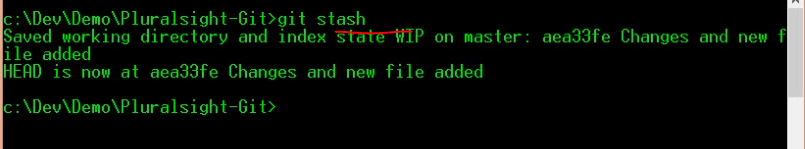 c:\Dev\Demo\Pluralsight-Git>git stash
Saved working directory and index state WIP on master: aea33fe Changes and new f
ile added
HEAD is now at aea33fe Changes and new file added
c:\Dev\Demo\Pluralsight-Git>